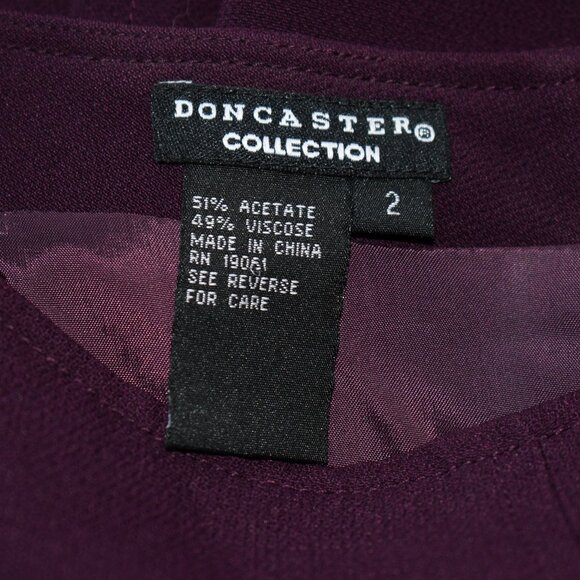 DONCASTER®
COLLECTION
2
51% ACETATE
49% VISCOSE
MADE IN CHINA
RN 19061
SEE REVERSE
FOR CARE